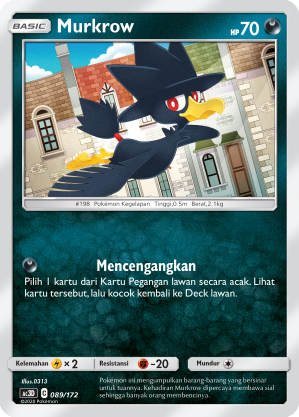 BASIC Murkrow HP70
#198 Pokémon Kegelapan Tinggi,0.5m Berat,2.1kg
Mencengangkan
Pilih 1 kartu dari Kartu Pegangan lawan secara acak. Lihat
kartu tersebut, lalu kocok kembali ke Deck lawan.
Kelemahan ×2 Resistansi -20 Mundur
Illus.0313
AC3D C 089/172
©2020 Pokémon
Pokémon ini mengumpulkan barang-barang yang bersinar
untuk tuannya. Kehadiran Murkrow dipercaya membawa
sial sehingga banyak orang membencinya.